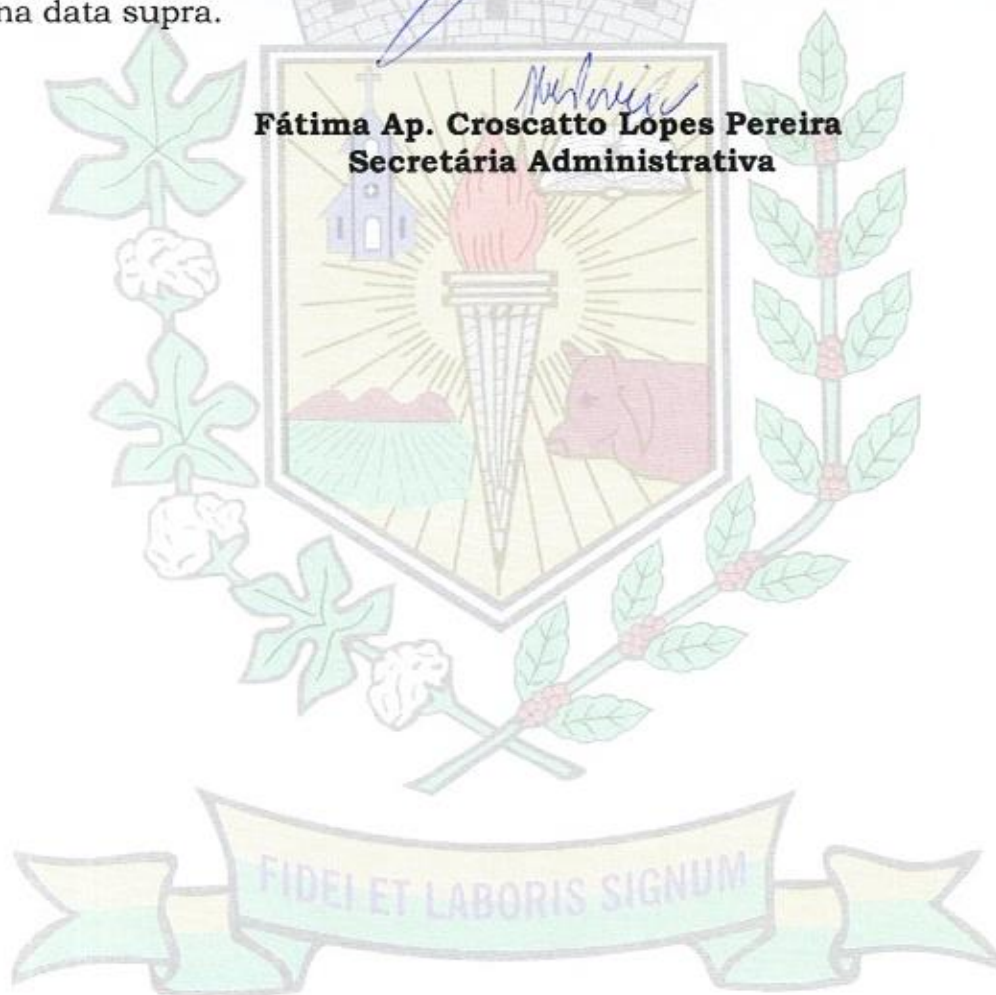 na data supra.
Fátima Ap. Croscatto Lopes Pereira
Secretária Administrativa
FIDEI ET LABORIS SIGNUM